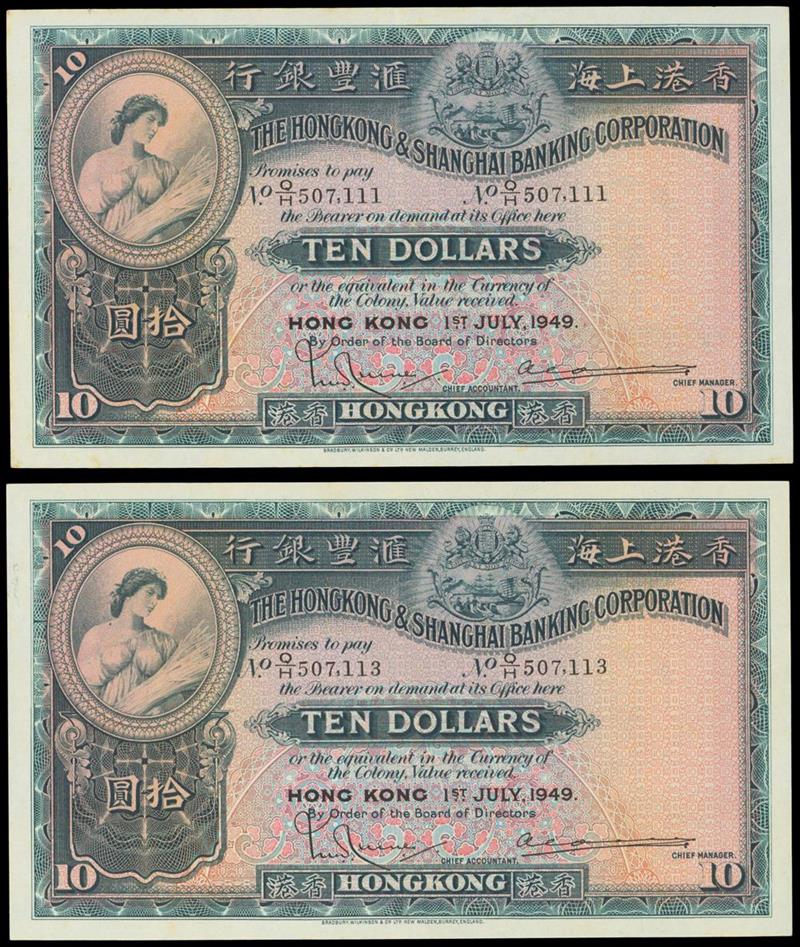 10
行銀豐滙 海上港香
THE HONGKONG & SHANGHAI BANKING CORPORATION
Promises to pay
No O/H 507,111 No O/H 507,111
the Bearer on demand at its Office here
TEN DOLLARS
or the equivalent in the Currency of
the Colony, Value received.
圓拾
HONG KONG 1ST JULY, 1949.
By Order of the Board of Directors
CHIEF ACCOUNTANT. CHIEF MANAGER.
10 港香 HONGKONG 港香 10
BRADBURY, WILKINSON & Co LTD NEW MALDEN, SURREY, ENGLAND.
10
行銀豐滙 海上港香
THE HONGKONG & SHANGHAI BANKING CORPORATION
Promises to pay
No O/H 507,113 No O/H 507,113
the Bearer on demand at its Office here
TEN DOLLARS
or the equivalent in the Currency of
the Colony, Value received.
圓拾
HONG KONG 1ST JULY, 1949.
By Order of the Board of Directors
CHIEF ACCOUNTANT. CHIEF MANAGER.
10 港香 HONGKONG 港香 10
BRADBURY, WILKINSON & Co LTD NEW MALDEN, SURREY, ENGLAND.